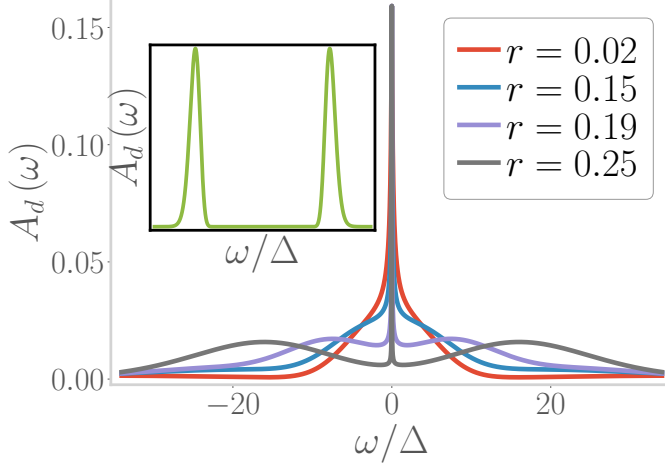 0.15
0.10
0.05
0.00
A_d(ω)
−20
0
20
ω/Δ
A_d(ω)
ω/Δ
r = 0.02
r = 0.15
r = 0.19
r = 0.25